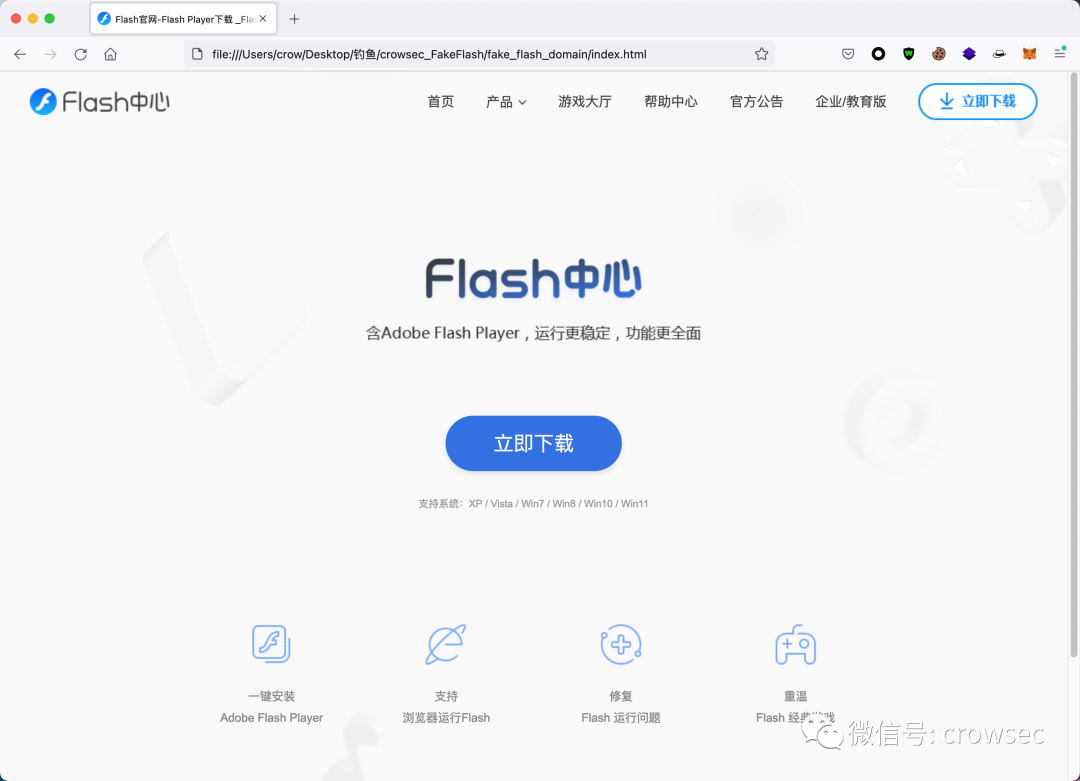 Flash官网-Flash Player下载 _Flas
file:///Users/crow/Desktop/钓鱼/crowsec_FakeFlash/fake_flash_domain/index.html
Flash中心
首页 产品 游戏大厅 帮助中心 官方公告 企业/教育版 立即下载
Flash中心
含Adobe Flash Player，运行更稳定，功能更全面
立即下载
支持系统：XP / Vista / Win7 / Win8 / Win10 / Win11
一键安装 支持 修复 重温
Adobe Flash Player 浏览器运行Flash Flash 运行问题 Flash 经典游戏
微信号: crowsec